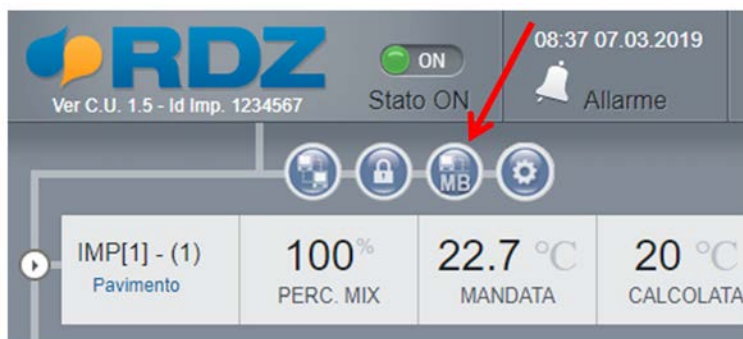 RDZ
Ver C.U. 1.5 - Id Imp. 1234567
ON
Stato ON
08:37 07.03.2019
Allarme
MB
IMP[1] - (1)
Pavimento
100%
PERC. MIX
22.7 °C
MANDATA
20 °C
CALCOLATA